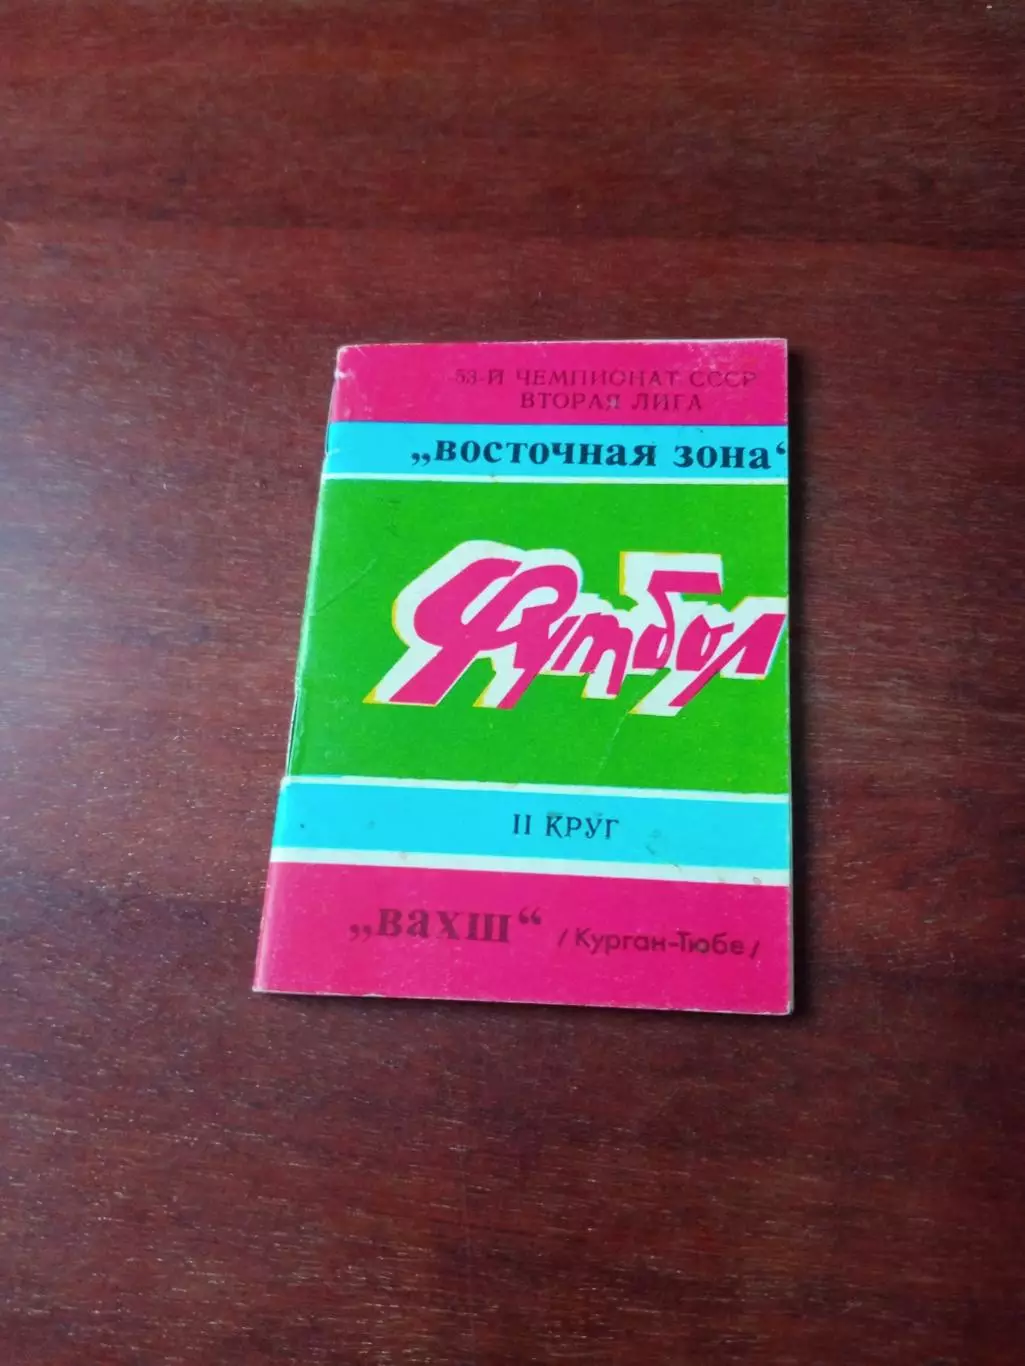 53-Й ЧЕМПИОНАТ СССР
ВТОРАЯ ЛИГА
„ВОСТОЧНАЯ ЗОНА‘
Футбол
II КРУГ
„ВАХШ“ /Курган-Тюбе/